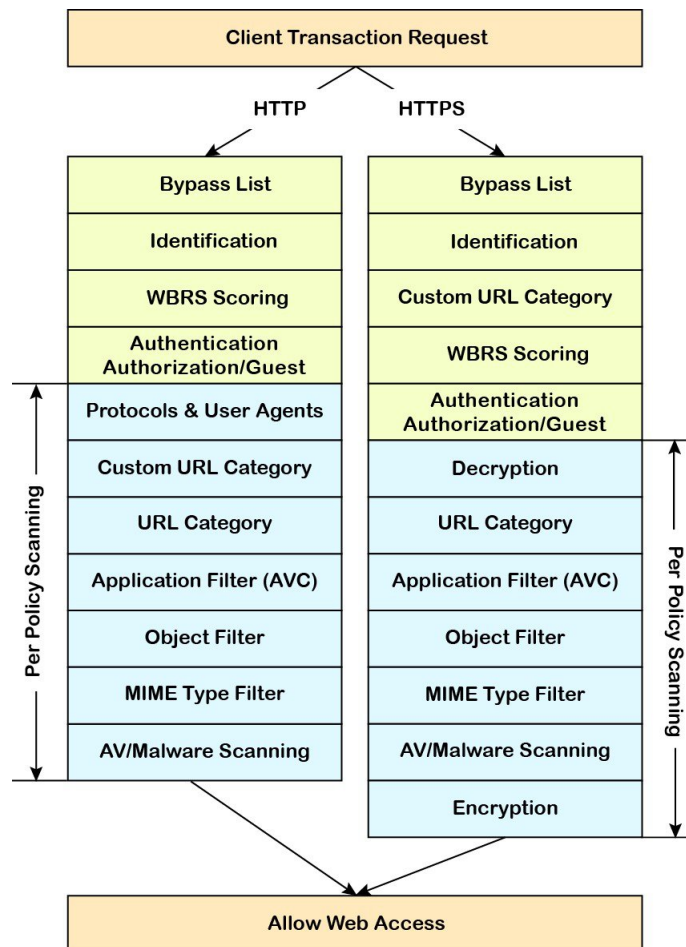 Client Transaction Request
HTTP
HTTPS
Bypass List
Identification
WBRS Scoring
Authentication
Authorization/Guest
Protocols & User Agents
Custom URL Category
URL Category
Application Filter (AVC)
Object Filter
MIME Type Filter
AV/Malware Scanning
Per Policy Scanning
Bypass List
Identification
Custom URL Category
WBRS Scoring
Authentication
Authorization/Guest
Decryption
URL Category
Application Filter (AVC)
Object Filter
MIME Type Filter
AV/Malware Scanning
Encryption
Per Policy Scanning
Allow Web Access